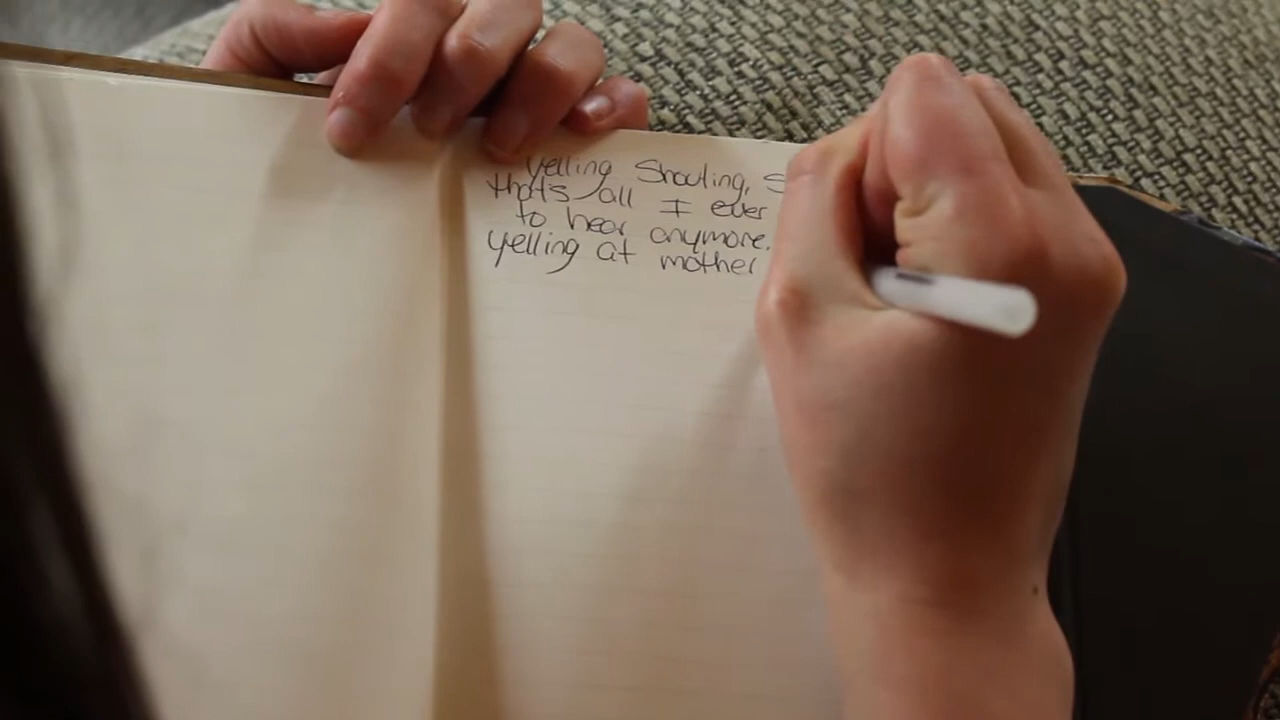 yelling Shouting, S
that's all I ever
to hear anymore.
yelling at mother